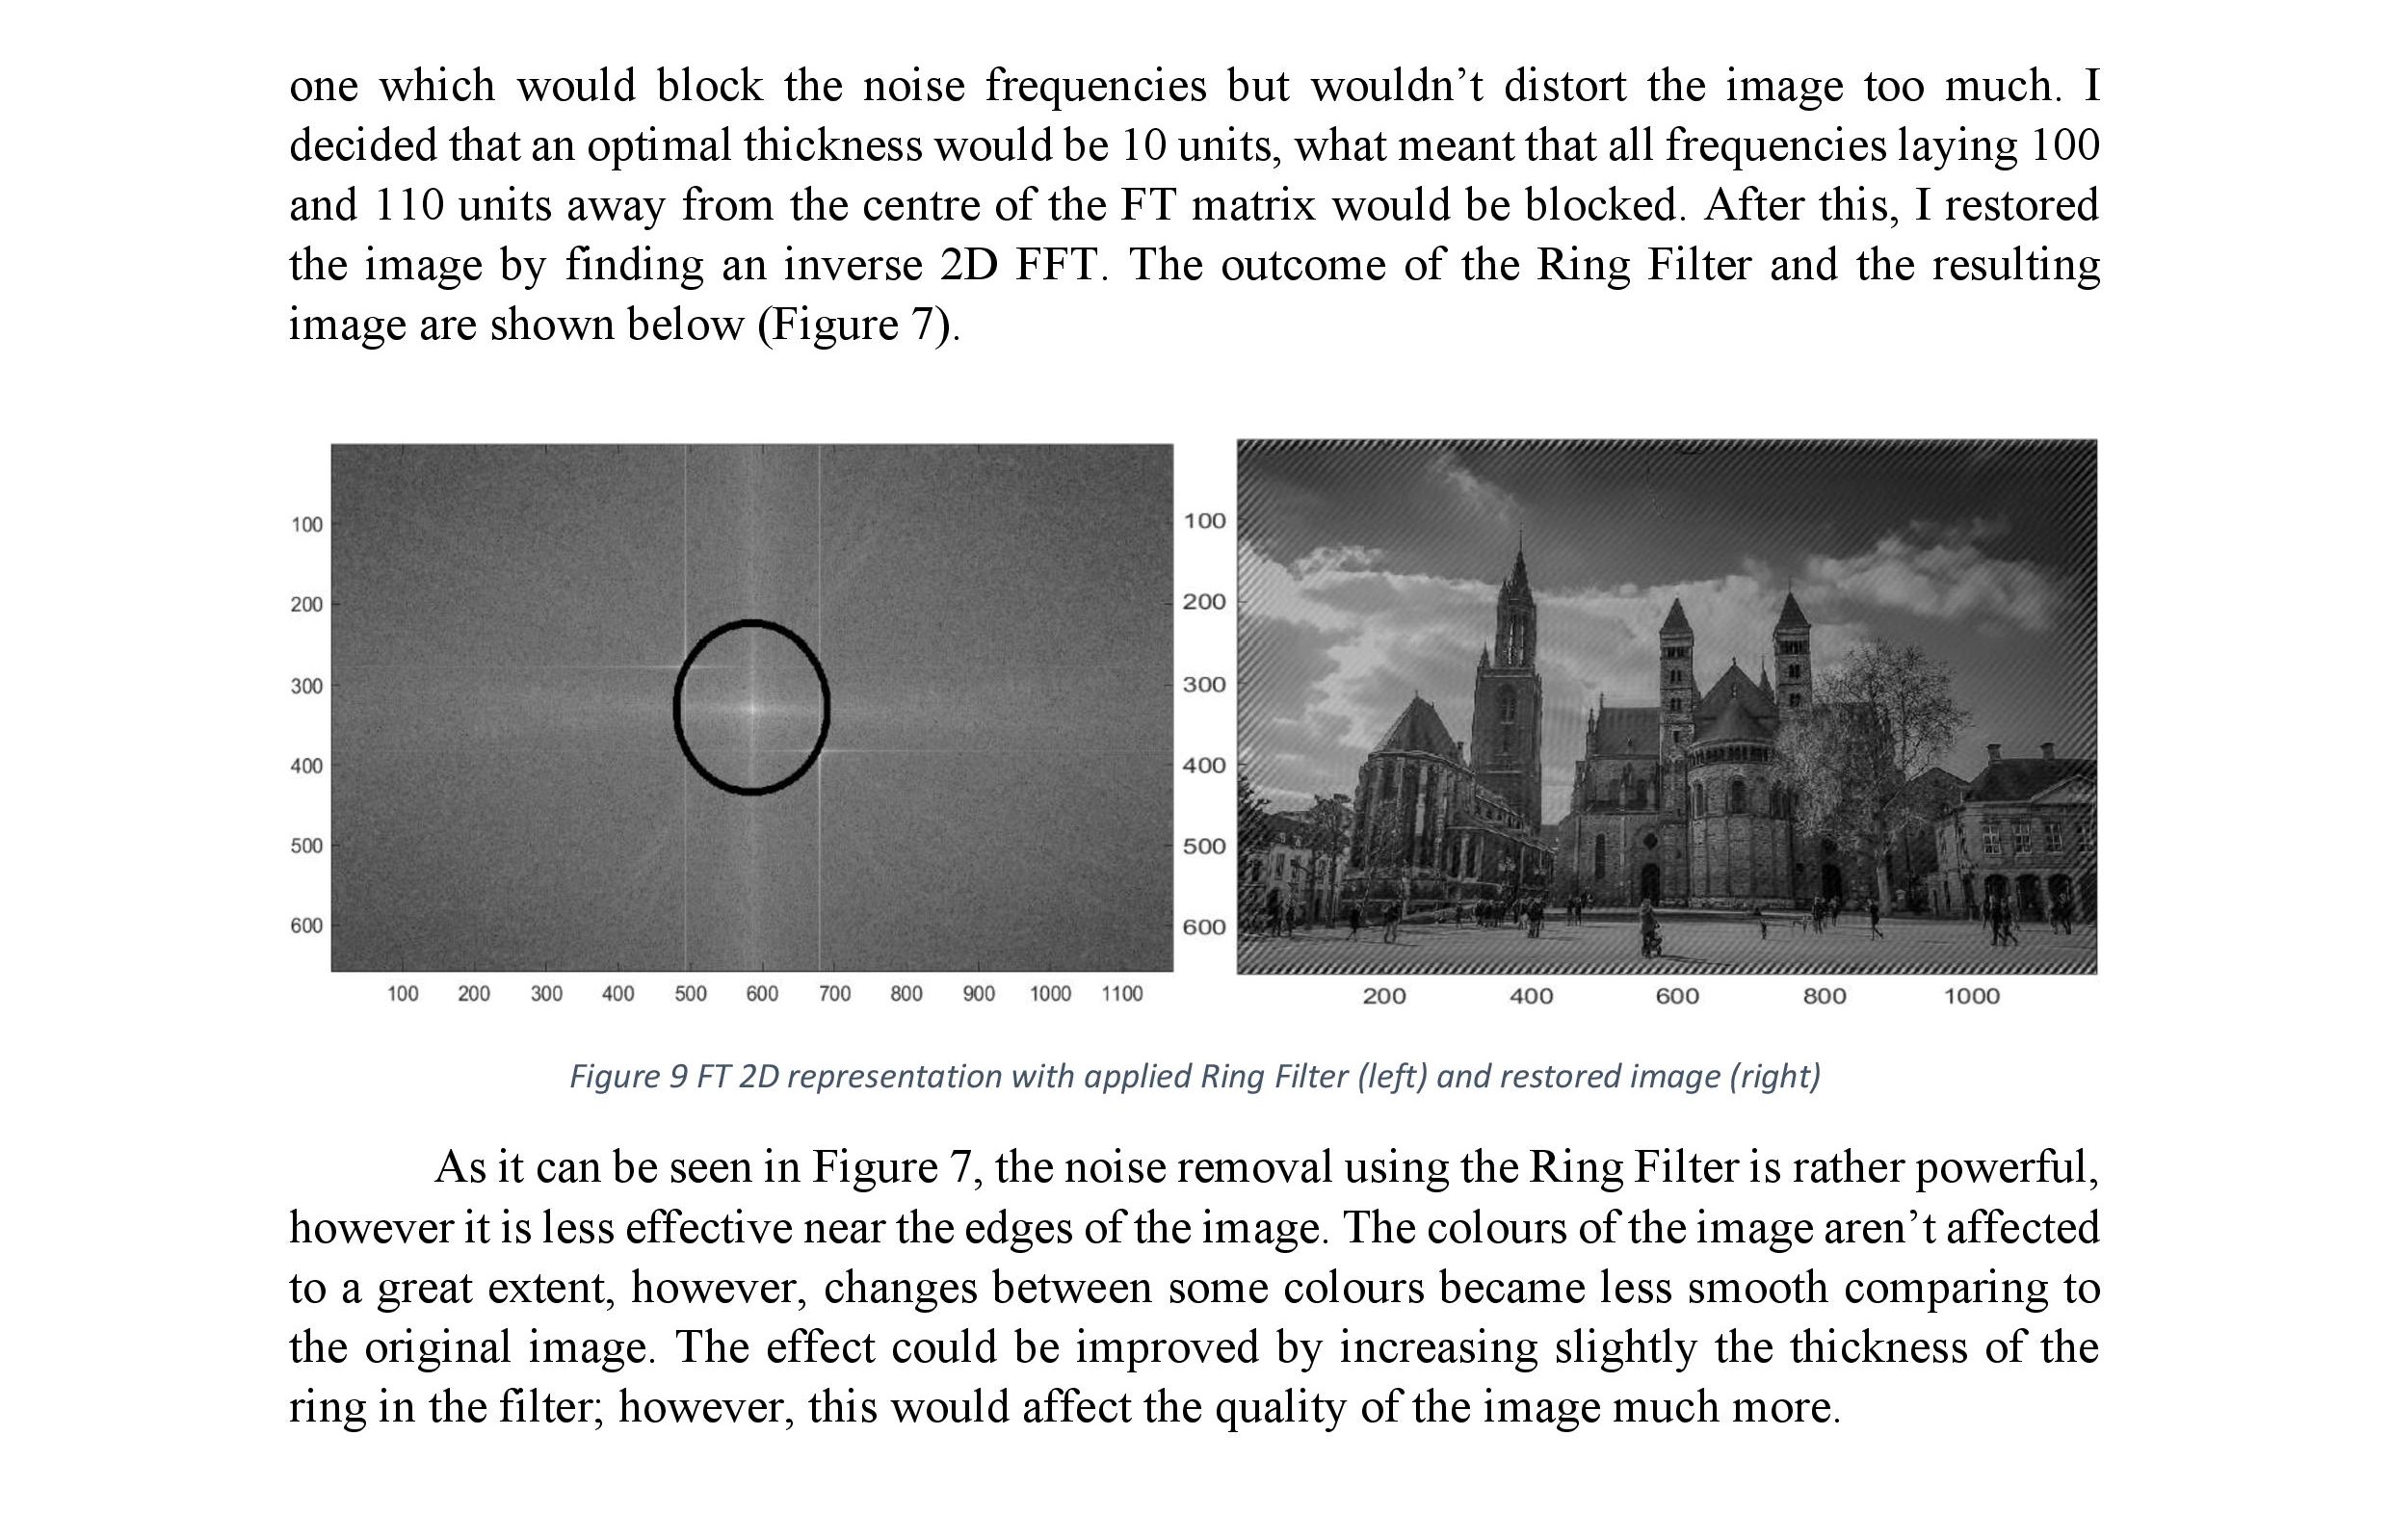 one which would block the noise frequencies but wouldn’t distort the image too much. I
decided that an optimal thickness would be 10 units, what meant that all frequencies laying 100
and 110 units away from the centre of the FT matrix would be blocked. After this, I restored
the image by finding an inverse 2D FFT. The outcome of the Ring Filter and the resulting
image are shown below (Figure 7).
100
200
300
400
500
600
100 200 300 400 500 600 700 800 900 1000 1100
100
200
300
400
500
600
200 400 600 800 1000
Figure 9 FT 2D representation with applied Ring Filter (left) and restored image (right)
As it can be seen in Figure 7, the noise removal using the Ring Filter is rather powerful,
however it is less effective near the edges of the image. The colours of the image aren’t affected
to a great extent, however, changes between some colours became less smooth comparing to
the original image. The effect could be improved by increasing slightly the thickness of the
ring in the filter; however, this would affect the quality of the image much more.